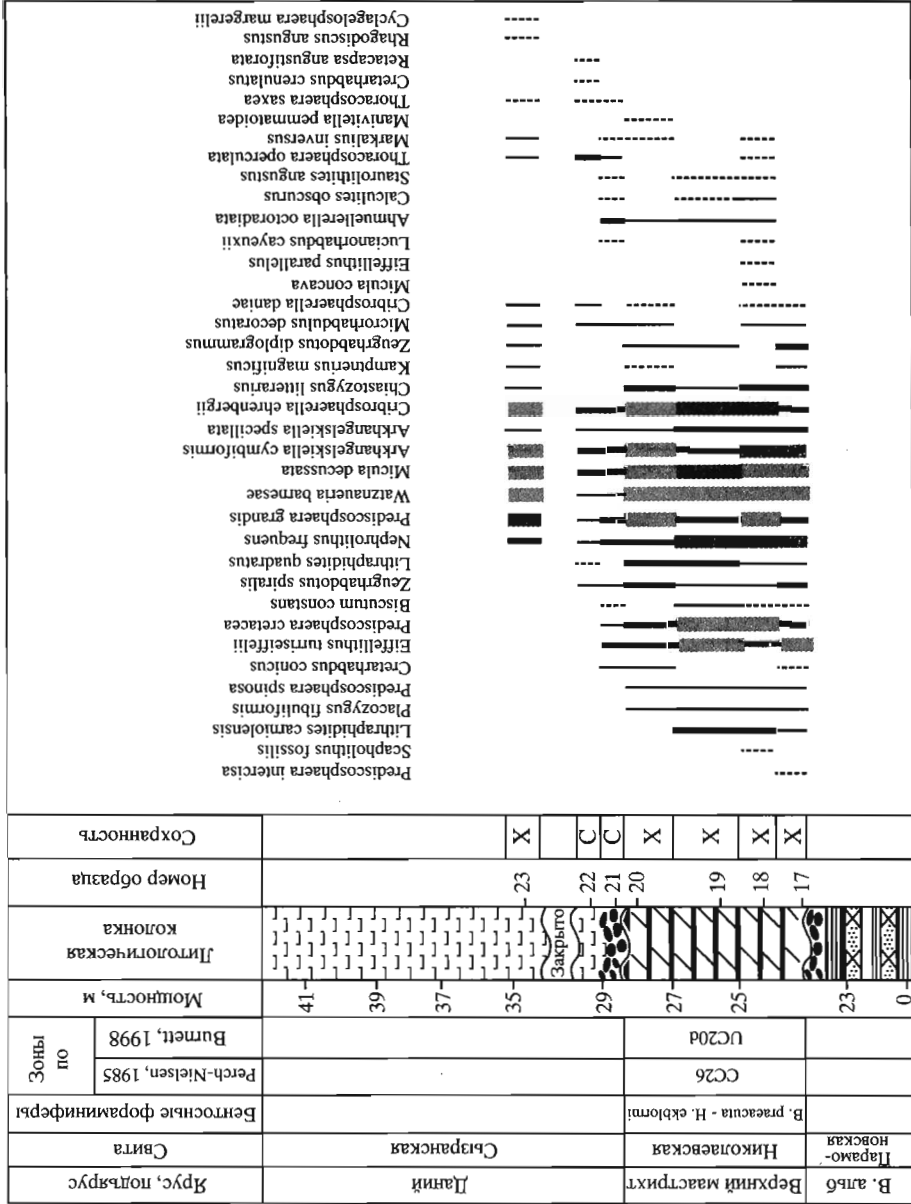 Ярус, подъярус
Даний
Верхний маастрихт
В. альб
Свита
Сызранская
Николаевская
Парамо-
новская
Бентосные фораминиферы
B. praeacuta - H. ekblomi
Зоны
по
Perch-Nielsen, 1985
CC26
Burnett, 1998
UC20d
Мощность, м
41
39
37
35
29
27
25
23
0
Литологическая
колонка
Закрыто
Номер образца
23
22
21
20
19
18
17
Сохранность
X
C
C
X
X
X
X
Prediscosphaera intercisa
Scapholithus fossilis
Lithraphidites carniolensis
Placozygus fibuliformis
Prediscosphaera spinosa
Cretarhabdus conicus
Eiffellithus turriseiffelii
Prediscosphaera cretacea
Biscutum constans
Zeugrhabdotus spiralis
Lithraphidites quadratus
Nephrolithus frequens
Prediscosphaera grandis
Watznaueria barnesae
Micula decussata
Arkhangelskiella cymbiformis
Arkhangelskiella specillata
Cribrosphaerella ehrenbergii
Chiastozygus litterarius
Kamptnerius magnificus
Zeugrhabdotus diplogrammus
Microrhabdulus decoratus
Cribrosphaerella daniae
Micula concava
Eiffellithus parallelus
Lucianorhabdus cayeuxii
Ahmuellerella octoradiata
Calculites obscurus
Staurolithites angustus
Thoracosphaera operculata
Markalius inversus
Manivitella pemmatoidea
Thoracosphaera saxea
Cretarhabdus crenulatus
Retacapsa angustiforata
Rhagodiscus angustus
Cyclagelosphaera margerelii